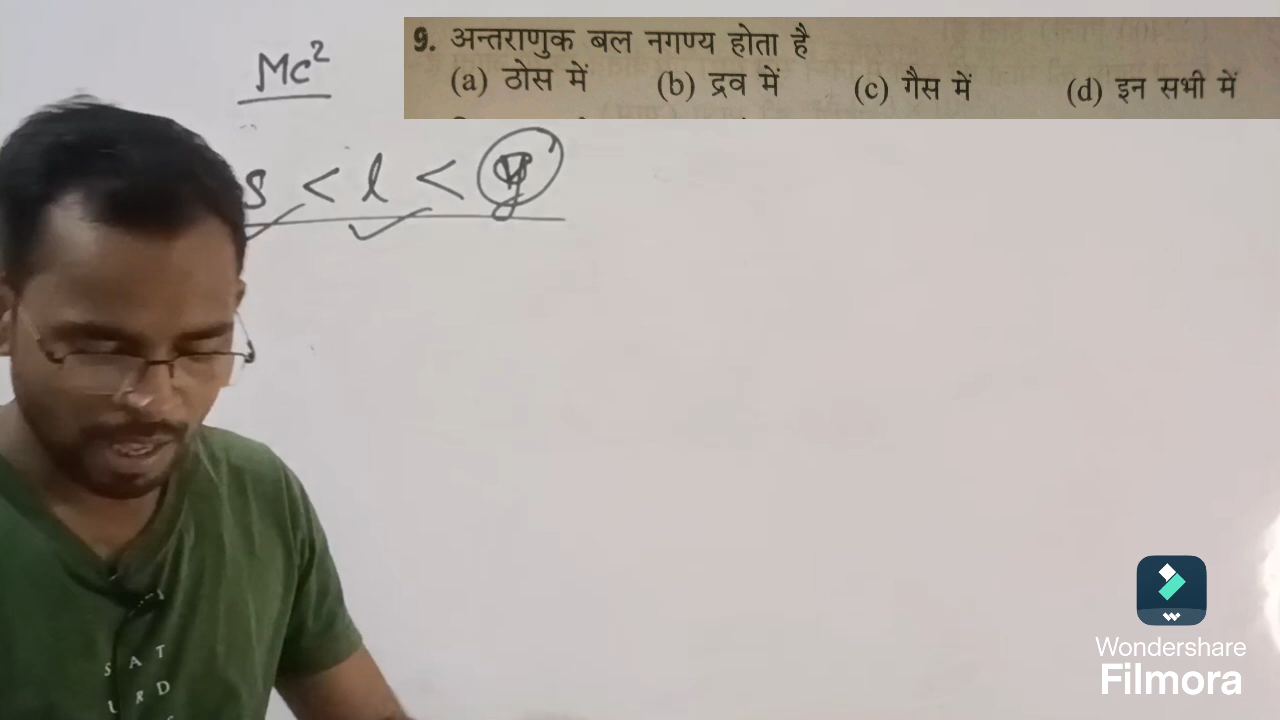 Mc²
9. अन्तराणुक बल नगण्य होता है
(a) ठोस में (b) द्रव में (c) गैस में (d) इन सभी में
s < l < g
S A T
U R D
Wondershare
Filmora